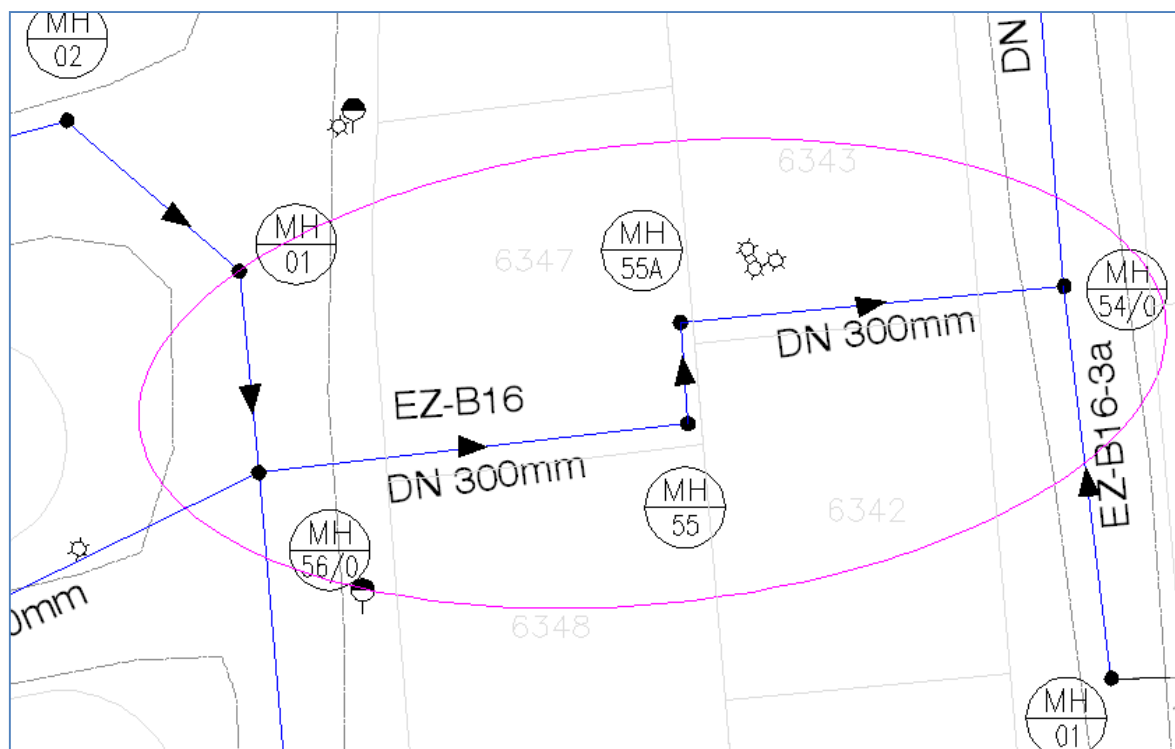 MH
02
DN
6343
MH
01
6347
MH
55A
MH
54/0
DN 300mm
EZ-B16
DN 300mm
EZ-B16-3a
MH
55
6342
MH
56/0
0mm
6348
MH
01